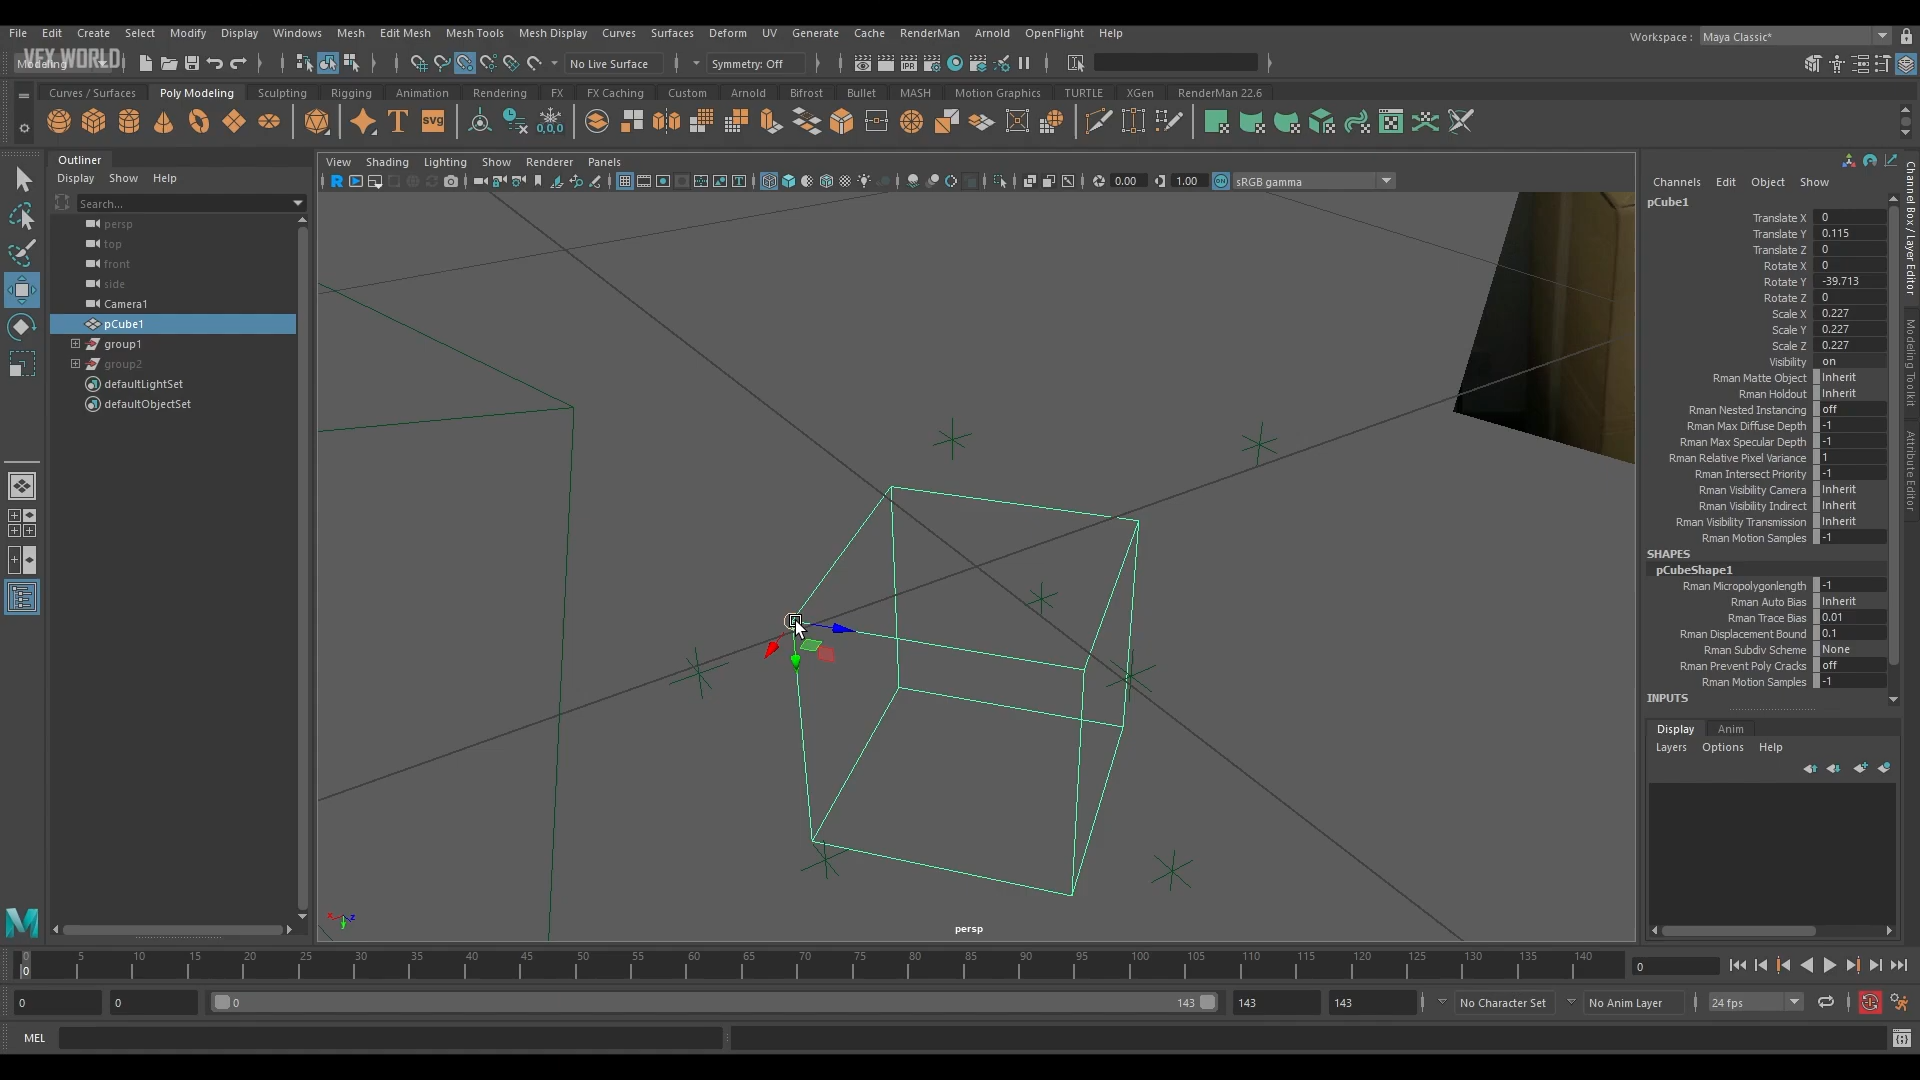 File Edit Create Select Modify Display Windows Mesh Edit Mesh Mesh Tools Mesh Display Curves Surfaces Deform UV Generate Cache RenderMan Arnold OpenFlight Help
Workspace : Maya Classic*
VFX WORLD
Modeling
No Live Surface
Symmetry: Off
Curves / Surfaces Poly Modeling Sculpting Rigging Animation Rendering FX FX Caching Custom Arnold Bifrost Bullet MASH Motion Graphics TURTLE XGen RenderMan 22.6
Outliner
Display Show Help
Search...
persp
top
front
side
Camera1
pCube1
group1
group2
defaultLightSet
defaultObjectSet
View Shading Lighting Show Renderer Panels
0.00 1.00 ON sRGB gamma
persp
Channels Edit Object Show
pCube1
Translate X 0
Translate Y 0.115
Translate Z 0
Rotate X 0
Rotate Y -39.713
Rotate Z 0
Scale X 0.227
Scale Y 0.227
Scale Z 0.227
Visibility on
Rman Matte Object Inherit
Rman Holdout Inherit
Rman Nested Instancing off
Rman Max Diffuse Depth -1
Rman Max Specular Depth -1
Rman Relative Pixel Variance 1
Rman Intersect Priority -1
Rman Visibility Camera Inherit
Rman Visibility Indirect Inherit
Rman Visibility Transmission Inherit
Rman Motion Samples -1
SHAPES
pCubeShape1
Rman Micropolygonlength -1
Rman Auto Bias Inherit
Rman Trace Bias 0.01
Rman Displacement Bound 0.1
Rman Subdiv Scheme None
Rman Prevent Poly Cracks off
Rman Motion Samples -1
INPUTS
Display Anim
Layers Options Help
Channel Box / Layer Editor
Modeling Toolkit
Attribute Editor
0 5 10 15 20 25 30 35 40 45 50 55 60 65 70 75 80 85 90 95 100 105 110 115 120 125 130 135 140
0
0
0 0 0 143 143 143 No Character Set No Anim Layer 24 fps
MEL